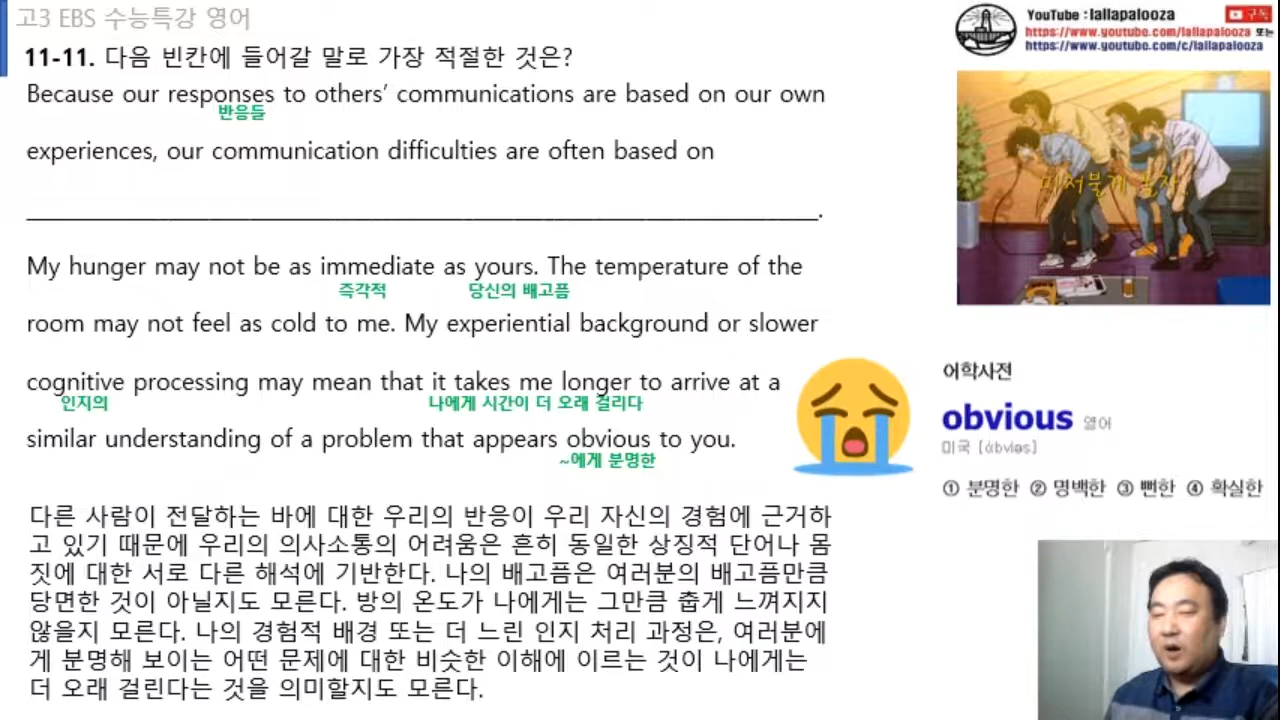 고3 EBS 수능특강 영어
11-11. 다음 빈칸에 들어갈 말로 가장 적절한 것은?
Because our responses to others' communications are based on our own
반응들
experiences, our communication difficulties are often based on
.
My hunger may not be as immediate as yours. The temperature of the
즉각적 당신의 배고픔
room may not feel as cold to me. My experiential background or slower
cognitive processing may mean that it takes me longer to arrive at a
인지의 나에게 시간이 더 오래 걸리다
similar understanding of a problem that appears obvious to you.
~에게 분명한
다른 사람이 전달하는 바에 대한 우리의 반응이 우리 자신의 경험에 근거하
고 있기 때문에 우리의 의사소통의 어려움은 흔히 동일한 상징적 단어나 몸
짓에 대한 서로 다른 해석에 기반한다. 나의 배고픔은 여러분의 배고픔만큼
당면한 것이 아닐지도 모른다. 방의 온도가 나에게는 그만큼 춥게 느껴지지
않을지 모른다. 나의 경험적 배경 또는 더 느린 인지 처리 과정은, 여러분에
게 분명해 보이는 어떤 문제에 대한 비슷한 이해에 이르는 것이 나에게는
더 오래 걸린다는 것을 의미할지도 모른다.
YouTube : lallapalooza
구독
https://www.youtube.com/lallapalooza 또는
https://www.youtube.com/c/lallapalooza
어학사전
obvious 영어
미국 [ɑ́bviəs]
① 분명한 ② 명백한 ③ 뻔한 ④ 확실한